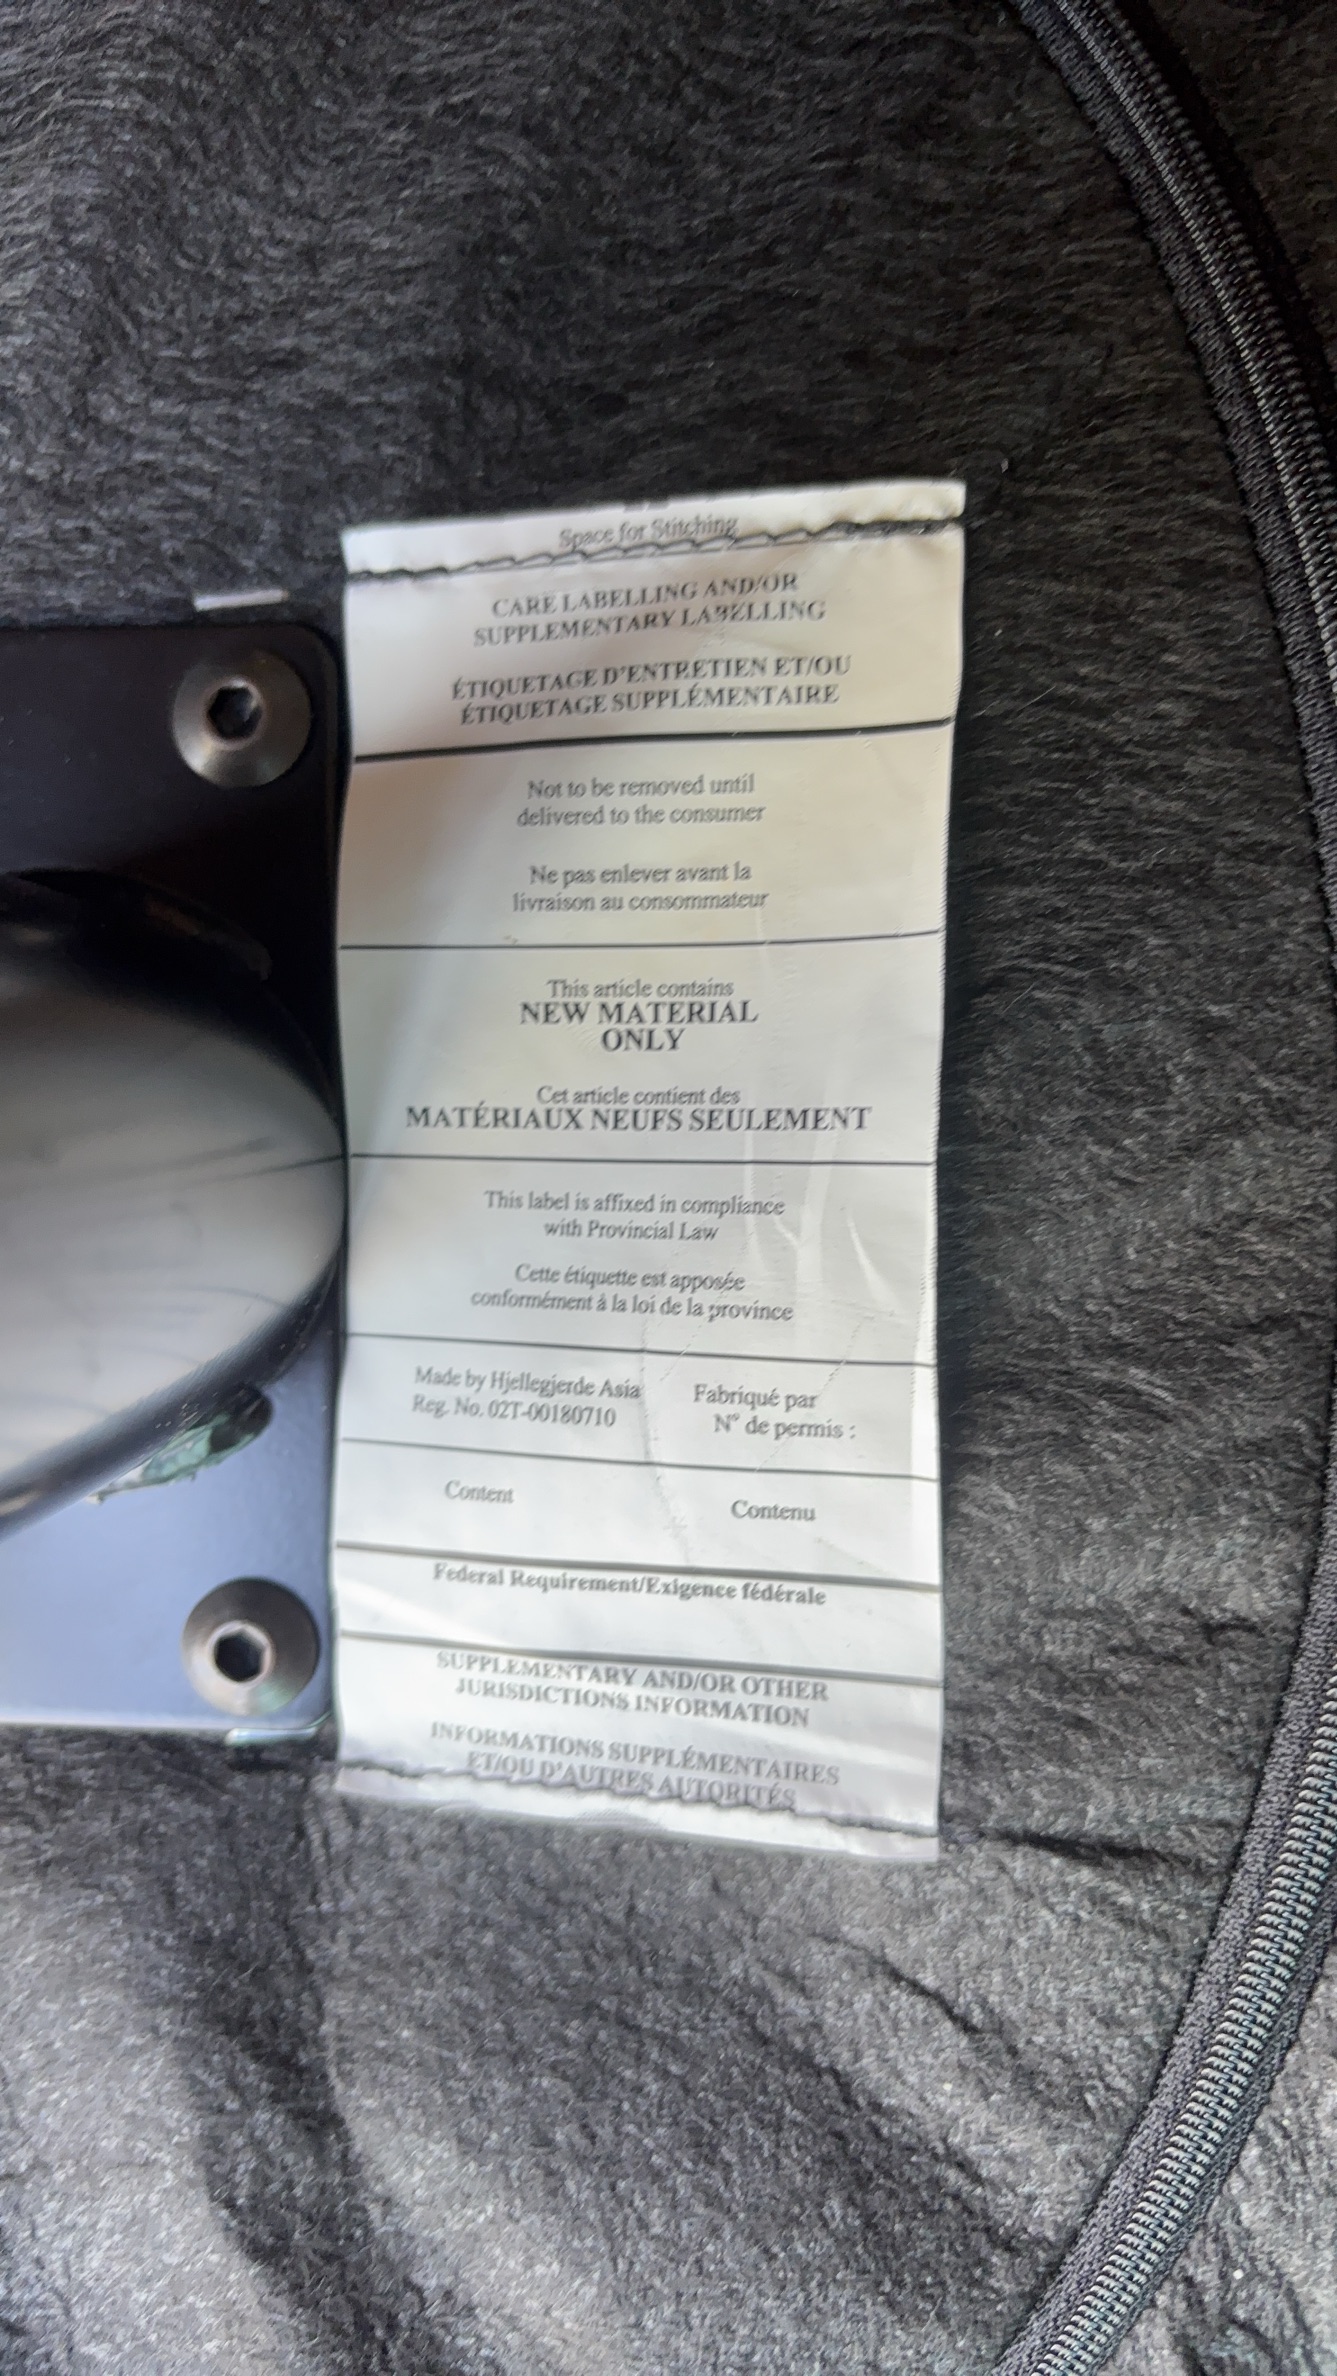 Space for Stitching
CARE LABELLING AND/OR
SUPPLEMENTARY LABELLING
ÉTIQUETAGE D'ENTRETIEN ET/OU
ÉTIQUETAGE SUPPLÉMENTAIRE
Not to be removed until
delivered to the consumer
Ne pas enlever avant la
livraison au consommateur
This article contains
NEW MATERIAL
ONLY
Cet article contient des
MATÉRIAUX NEUFS SEULEMENT
This label is affixed in compliance
with Provincial Law
Cette étiquette est apposée
conformément à la loi de la province
Made by Hjellegjerde Asia
Reg. No. 02T-00180710
Fabriqué par
N° de permis :
Content
Contenu
Federal Requirement/Exigence fédérale
SUPPLEMENTARY AND/OR OTHER
JURISDICTIONS INFORMATION
INFORMATIONS SUPPLÉMENTAIRES
ET/OU D'AUTRES AUTORITÉS